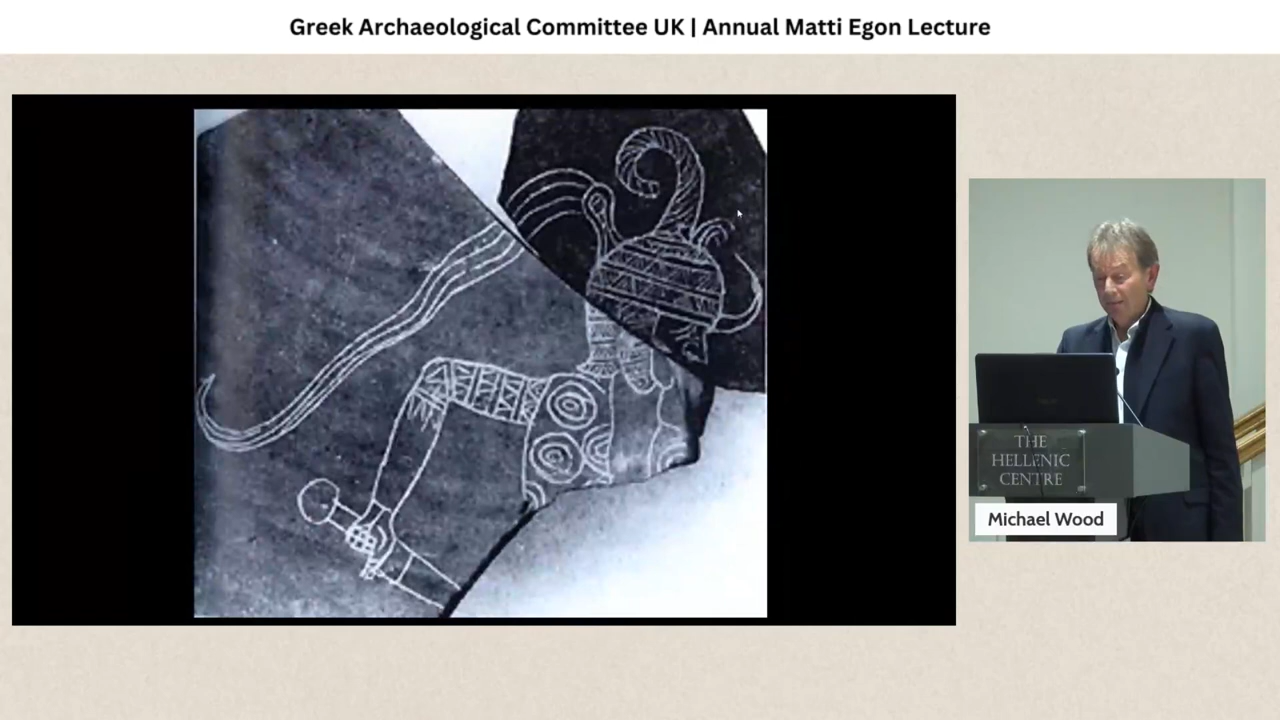 Greek Archaeological Committee UK | Annual Matti Egon Lecture
THE
HELLENIC
CENTRE
Michael Wood